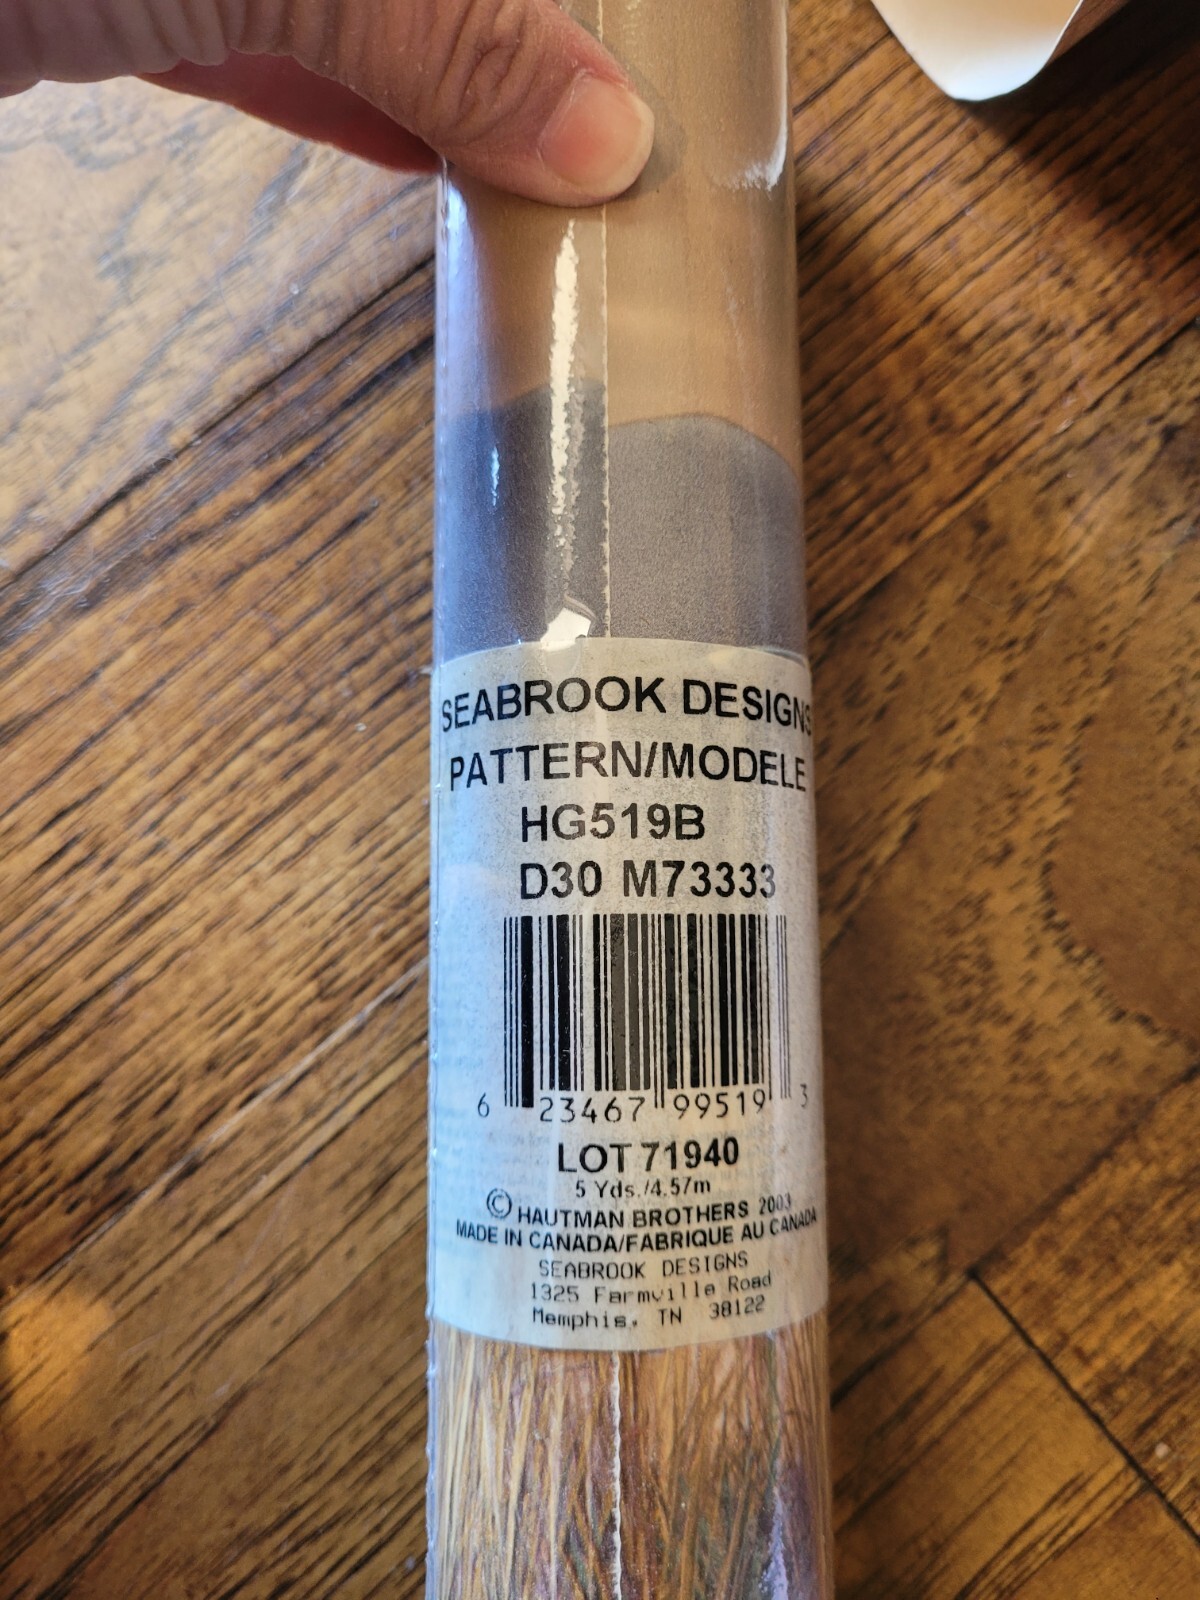 SEABROOK DESIGNS
PATTERN/MODELE
HG519B
D30 M73333
6 23467 99519 3
LOT 71940
5 Yds./4.57m
© HAUTMAN BROTHERS 2003
MADE IN CANADA/FABRIQUE AU CANADA
SEABROOK DESIGNS
1325 Farmville Road
Memphis, TN 38122